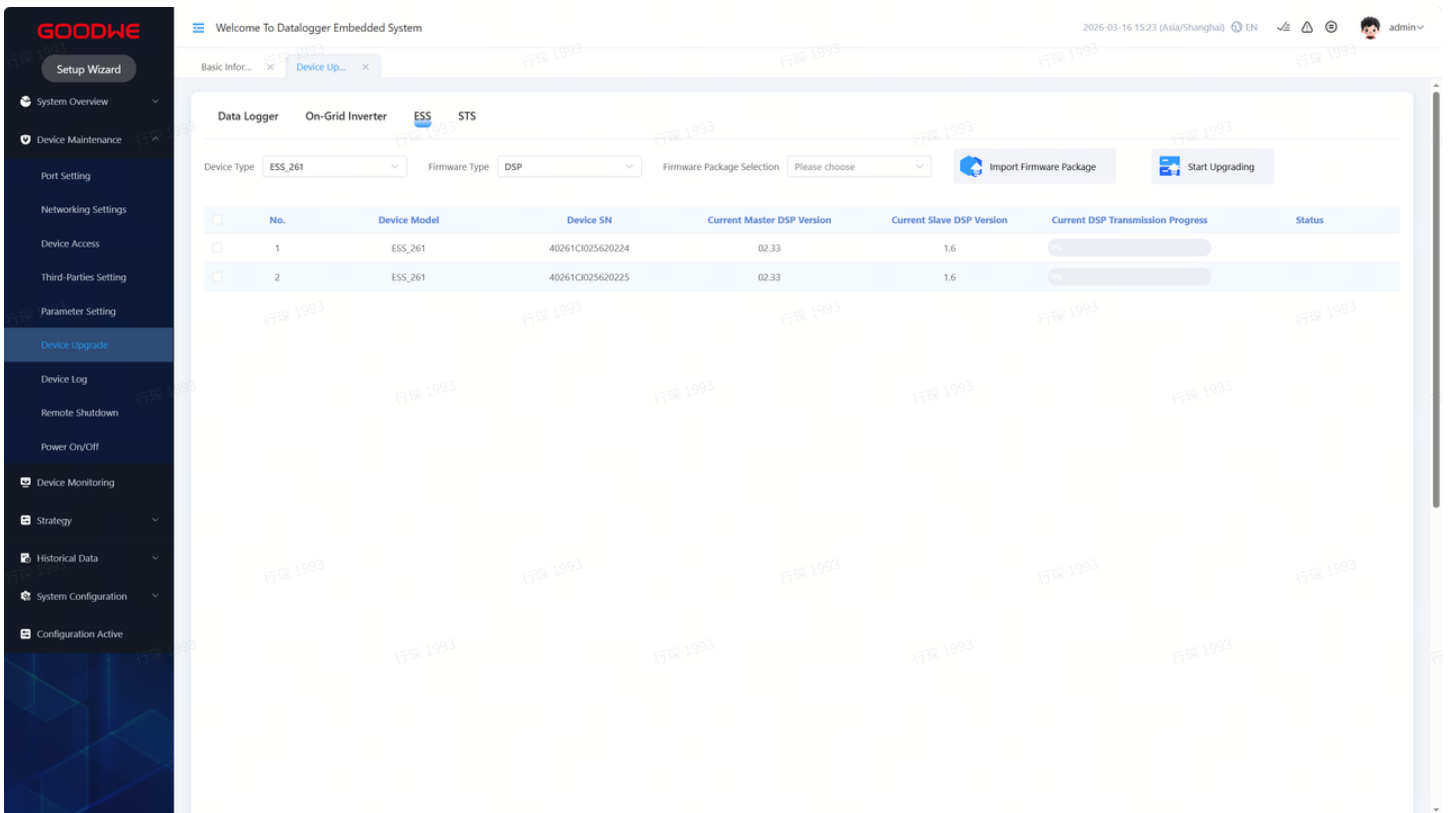 GOODWE
Welcome To Datalogger Embedded System
2026-03-16 15:23 (Asia/Shanghai) EN
admin
Setup Wizard
Basic Infor...
Device Up...
System Overview
Device Maintenance
Port Setting
Networking Settings
Device Access
Third-Parties Setting
Parameter Setting
Device Upgrade
Device Log
Remote Shutdown
Power On/Off
Device Monitoring
Strategy
Historical Data
System Configuration
Configuration Active
Data Logger On-Grid Inverter ESS STS
Device Type ESS_261 Firmware Type DSP Firmware Package Selection Please choose Import Firmware Package Start Upgrading
No. Device Model Device SN Current Master DSP Version Current Slave DSP Version Current DSP Transmission Progress Status
1 ESS_261 40261CI025620224 02.33 1.6 0%
2 ESS_261 40261CI025620225 02.33 1.6 0%
行琛 1993